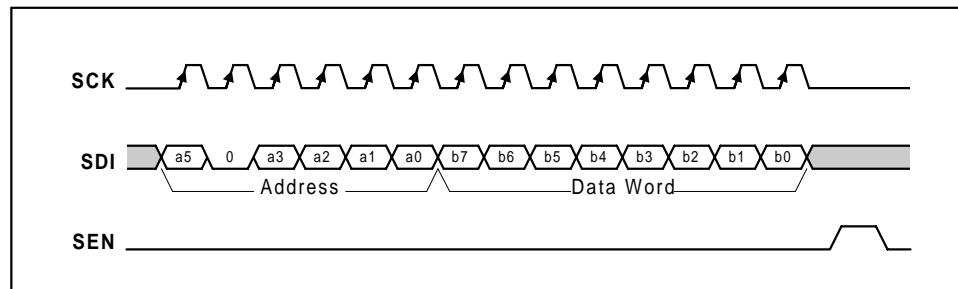 SCK
SDI a5 0 a3 a2 a1 a0 b7 b6 b5 b4 b3 b2 b1 b0
Address Data Word
SEN